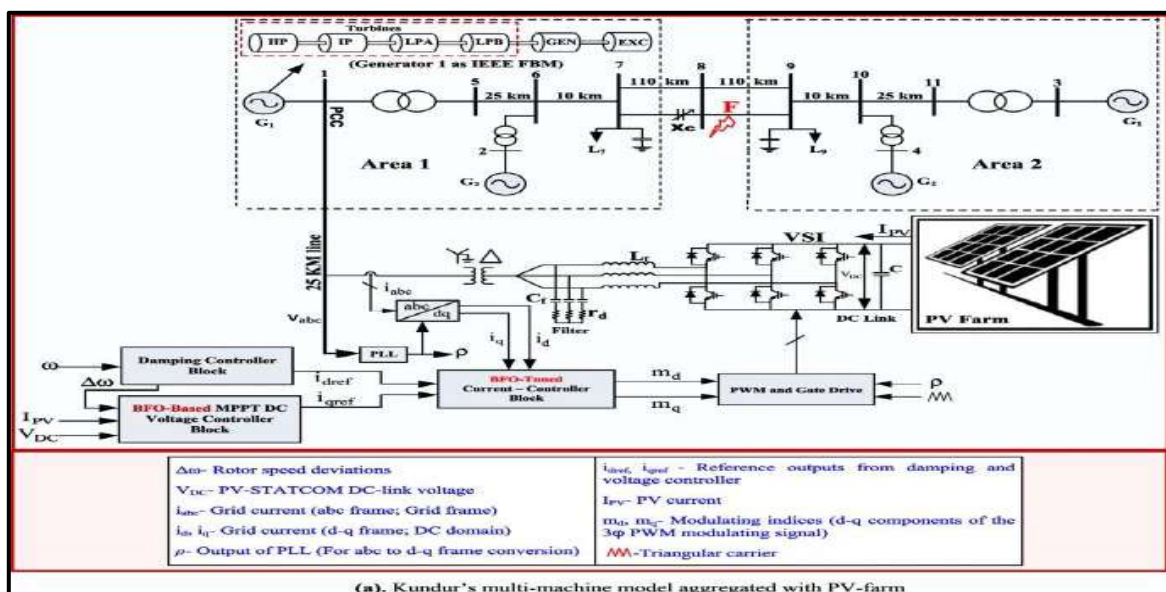 Turbines
HP IP LPA LPB GEN EXC
(Generator 1 as IEEE FBM)
1 5 6 7 8 9 10 11 3
110 km 110 km
25 km 10 km 10 km 25 km
F
Xc
G₁ PCC 2 L₇ L₉ 4 G₁
Area 1 Area 2
G₂ G₂
25 KM line
iabc
Lf
VSI
IPV
VDC
C
Cf
rd
Filter
DC Link
PV Farm
abc
dq
vabc
PLL
ρ
iq
id
ω
Damping Controller
Block
Δω
idref
iqref
BFO-Tuned
Current – Controller
Block
md
mq
PWM and Gate Drive
ρ
IPV
VDC
BFO-Based MPPT DC
Voltage Controller
Block
Δω- Rotor speed deviations
VDC- PV-STATCOM DC-link voltage
iabc- Grid current (abc frame; Grid frame)
id, iq- Grid current (d-q frame; DC domain)
ρ- Output of PLL (For abc to d-q frame conversion)
idref, iqref - Reference outputs from damping and
voltage controller
IPV- PV current
md, mq- Modulating indices (d-q components of the
3φ PWM modulating signal)
-Triangular carrier
(a). Kundur's multi-machine model aggregated with PV-farm